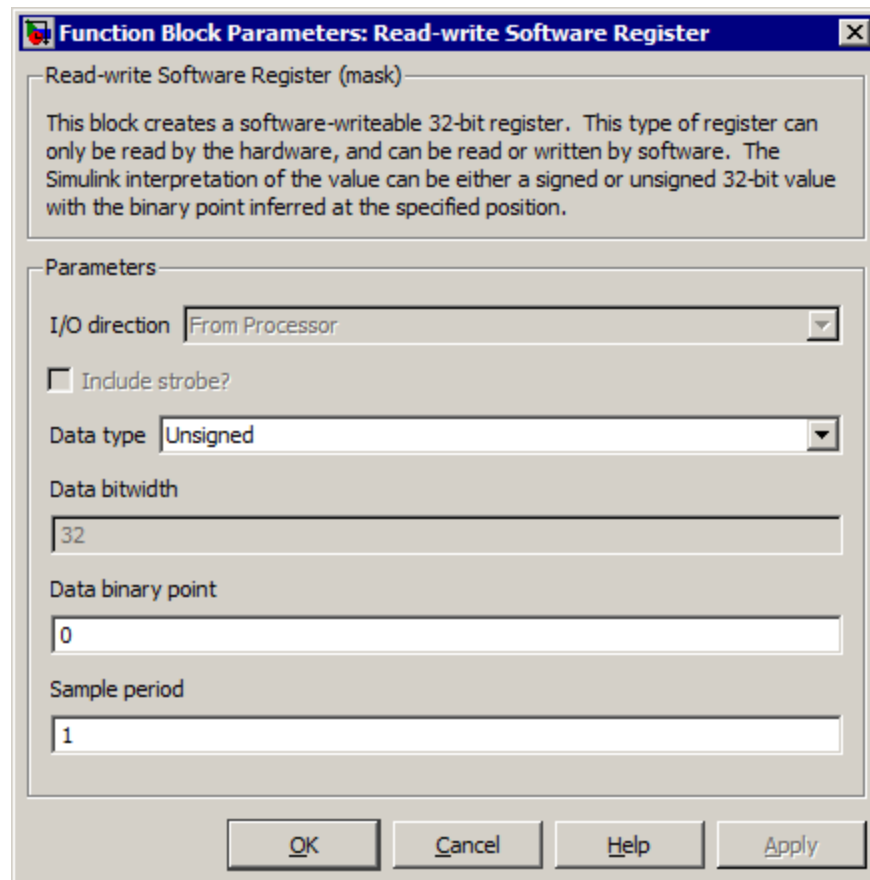 Function Block Parameters: Read-write Software Register
Read-write Software Register (mask)
This block creates a software-writeable 32-bit register. This type of register can
only be read by the hardware, and can be read or written by software. The
Simulink interpretation of the value can be either a signed or unsigned 32-bit value
with the binary point inferred at the specified position.
Parameters
I/O direction From Processor
Include strobe?
Data type Unsigned
Data bitwidth
32
Data binary point
0
Sample period
1
OK Cancel Help Apply